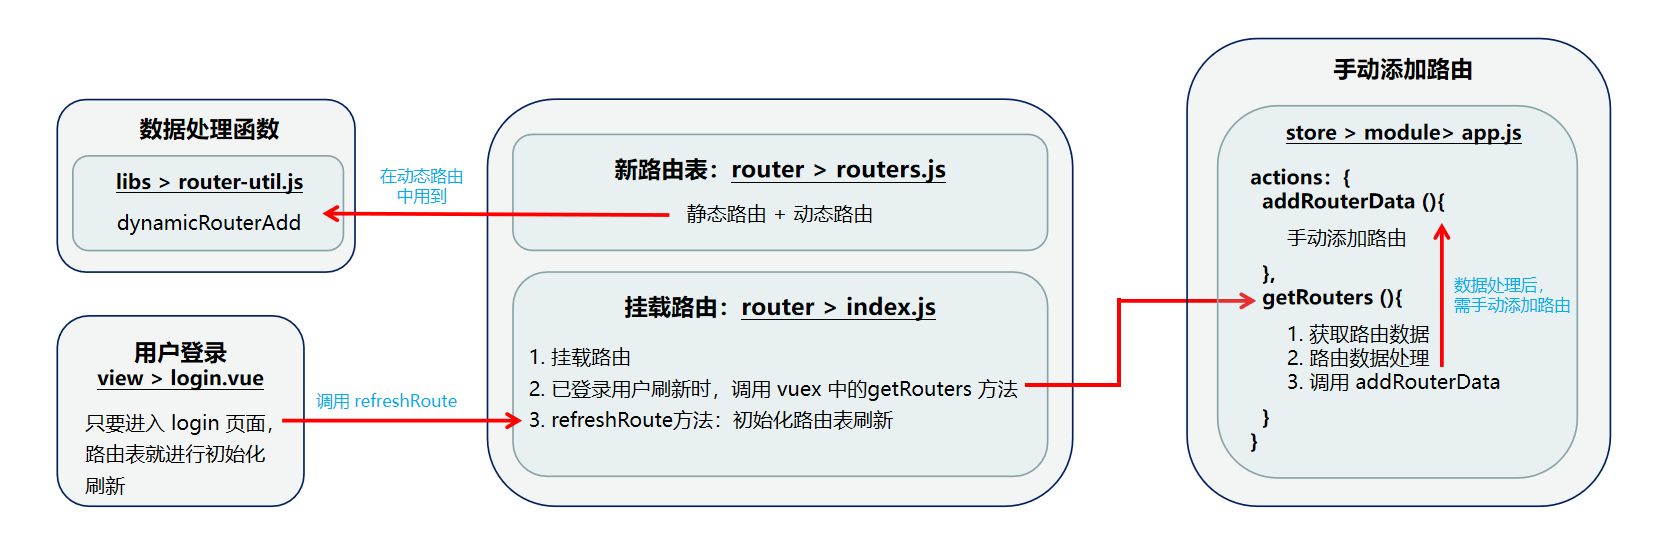 数据处理函数
libs > router-util.js
dynamicRouterAdd
在动态路由
中用到
用户登录
view > login.vue
只要进入 login 页面，
路由表就进行初始化
刷新
调用 refreshRoute
新路由表：router > routers.js
静态路由 + 动态路由
挂载路由：router > index.js
1. 挂载路由
2. 已登录用户刷新时，调用 vuex 中的getRouters 方法
3. refreshRoute方法：初始化路由表刷新
手动添加路由
store > module> app.js
actions：{
addRouterData (){
手动添加路由
},
getRouters (){
1. 获取路由数据
2. 路由数据处理
3. 调用 addRouterData
}
}
数据处理后，
需手动添加路由